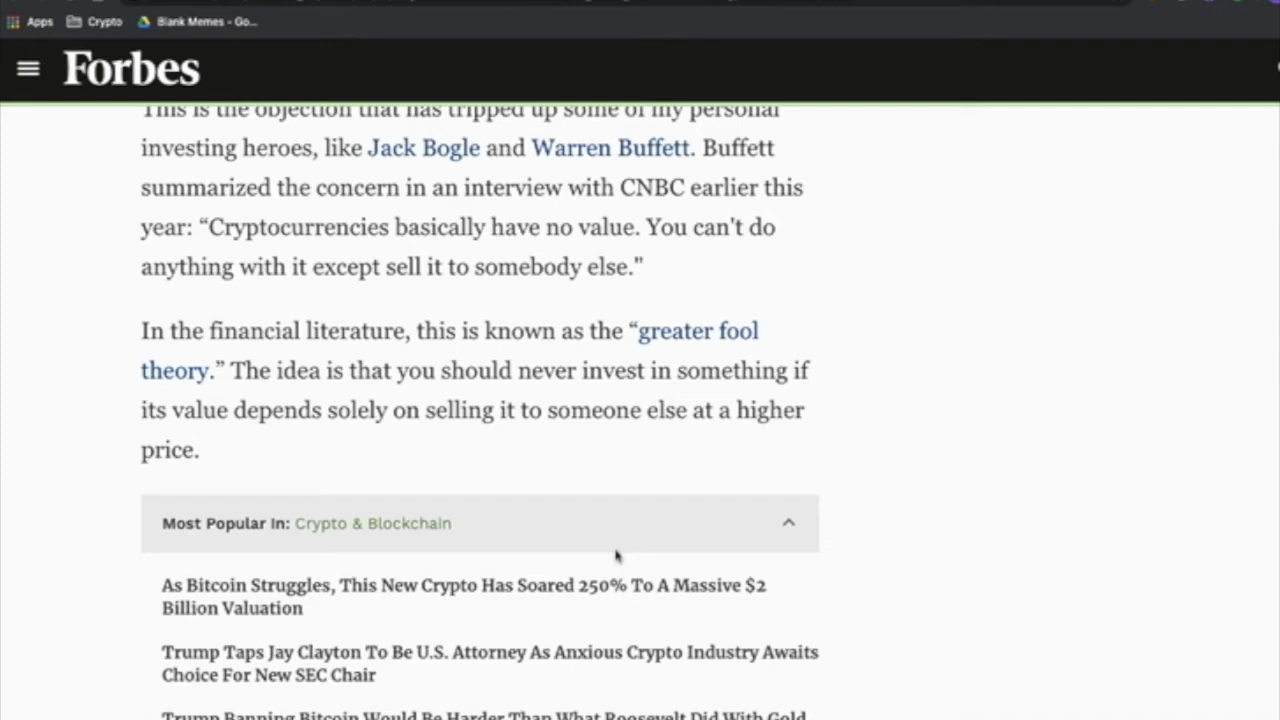 Apps Crypto Blank Memes - Go...
Forbes
This is the objection that has tripped up some of my personal
investing heroes, like Jack Bogle and Warren Buffett. Buffett
summarized the concern in an interview with CNBC earlier this
year: “Cryptocurrencies basically have no value. You can't do
anything with it except sell it to somebody else."
In the financial literature, this is known as the “greater fool
theory.” The idea is that you should never invest in something if
its value depends solely on selling it to someone else at a higher
price.
Most Popular In: Crypto & Blockchain
As Bitcoin Struggles, This New Crypto Has Soared 250% To A Massive $2
Billion Valuation
Trump Taps Jay Clayton To Be U.S. Attorney As Anxious Crypto Industry Awaits
Choice For New SEC Chair
Trump Banning Bitcoin Would Be Harder Than What Roosevelt Did With Gold